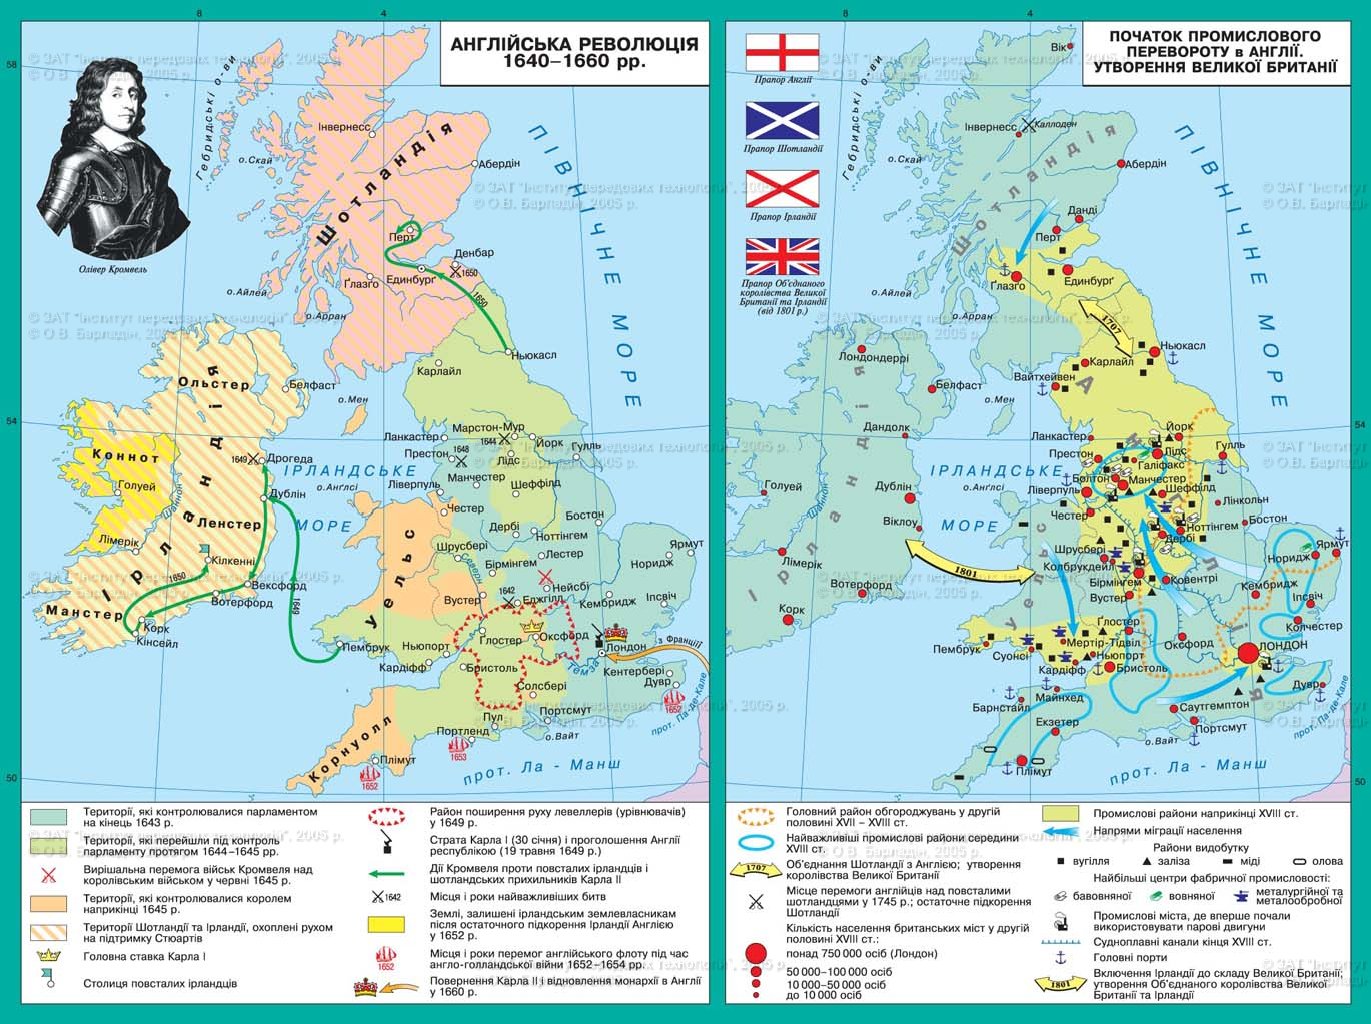 8
4
8
4
58
54
50
54
50
АНГЛІЙСЬКА РЕВОЛЮЦІЯ
1640–1660 рр.
Олівер Кромвель
Гебридські о-ви
о.Скай
Інвернесс
Абердін
Шотландія
Перт
Денбар
1650
Единбурґ
Ґлазго
1650
о.Айлей
о.Арран
ПІВНІЧНЕ МОРЕ
Ньюкасл
Карлайл
Ольстер
Белфаст
о.Мен
Ірландія
Коннот
Голуей
Шаннон
1649
Дрогеда
ІРЛАНДСЬКЕ
МОРЕ
о.Англсі
Дублін
Ленстер
Лімерік
Кілкенні
1650
Вексфорд
Вотерфорд
Манстер
Корк
Кінсейл
1649
Ланкастер
Марстон-Мур
1644
Йорк
Гулль
Престон
1648
Лідс
Манчестер
Ліверпуль
Шеффілд
Честер
Бостон
Дербі
Ноттінгем
Шрусбері
Лестер
Северн
Бірмінгем
Ярмут
Норидж
Нейсбі
Вустер
1642
Еджгілл
Кембридж
Іпсвіч
Уельс
Глостер
Оксфорд
Лондон
з Франції
Темза
Пембрук
Ньюпорт
Кардіфф
Бристоль
Кентербері
Дувр
1652
Солсбері
прот. Па-де-Кале
Портсмут
Пул
о.Вайт
Портленд
1653
Корнуолл
Плімут
1652
прот. Ла - Манш
Території, які контролювалися парламентом
на кінець 1643 р.
Території, які перейшли під контроль
парламенту протягом 1644–1645 рр.
Вирішальна перемога військ Кромвеля над
королівським військом у червні 1645 р.
Території, які контролювалися королем
наприкінці 1645 р.
Території Шотландії та Ірландії, охоплені рухом
на підтримку Стюартів
Головна ставка Карла І
Столиця повсталих ірландців
Район поширення руху левеллерів (урівнювачів)
у 1649 р.
Страта Карла І (30 січня) і проголошення Англії
республікою (19 травня 1649 р.)
Дії Кромвеля проти повсталих ірландців і
шотландських прихильників Карла ІІ
1642
Місця і роки найважливіших битв
Землі, залишені ірландським землевласникам
після остаточного підкорення Ірландії Англією
у 1652 р.
1652
Місця і роки перемог англійського флоту під час
англо-голландської війни 1652–1654 рр.
Повернення Карла ІІ і відновлення монархії в Англії
у 1660 р.
ПОЧАТОК ПРОМИСЛОВОГО
ПЕРЕВОРОТУ в АНГЛІЇ.
УТВОРЕННЯ ВЕЛИКОЇ БРИТАНІЇ
Прапор Англії
Прапор Шотландії
Прапор Ірландії
Прапор Об'єднаного
королівства Великої
Британії та Ірландії
(від 1801 р.)
Гебридські о-ви
Вік
о.Скай
Інвернесс
Каллоден
Абердін
Шотландія
Данді
Перт
Ґлазго
Единбурґ
о.Айлей
о.Арран
1707
ПІВНІЧНЕ МОРЕ
Лондондеррі
Белфаст
Карлайл
Ньюкасл
Вайтхейвен
о.Мен
Дандолк
Ланкастер
Йорк
Престон
Лідс
Гулль
Галіфакс
ІРЛАНДСЬКЕ
МОРЕ
о.Англсі
Болтон
Манчестер
Ліверпуль
Шеффілд
Голуей
Дублін
Шаннон
Віклоу
Честер
Лінкольн
Бостон
Ноттінгем
Дербі
Ірландія
Лімерік
1801
Шрусбері
Колбрукдейл
Норидж
Ярмут
Бірмінгем
Ковентрі
Вотерфорд
Вустер
Кембридж
Іпсвіч
Корк
Уельс
Ґлостер
Колчестер
Мертір-Тідвіл
Оксфорд
ЛОНДОН
Пембрук
Суонсі
Ньюпорт
Кардіфф
Бристоль
Англія
Барнстайл
Майнхед
Дувр
Саутгемптон
Екзетер
Портсмут
о.Вайт
прот. Па-де-Кале
Плімут
прот. Ла - Манш
Головний район обгороджувань у другій
половині XVII – XVIII ст.
Найважливіші промислові райони середини
XVIII ст.
1707
Об'єднання Шотландії з Англією; утворення
королівства Великої Британії
Місце перемоги англійців над повсталими
шотландцями у 1745 р.; остаточне підкорення
Шотландії
Кількість населення британських міст у другій
половині XVIII ст.:
понад 750 000 осіб (Лондон)
50 000–100 000 осіб
10 000–50 000 осіб
до 10 000 осіб
Промислові райони наприкінці XVIII ст.
Напрями міграції населення
Райони видобутку
вугілля
заліза
міді
олова
Найбільші центри фабричної промисловості:
бавовняної
вовняної
металургійної та
металообробної
Промислові міста, де вперше почали
використовувати парові двигуни
Судноплавні канали кінця XVIII ст.
Головні порти
1801
Включення Ірландії до складу Великої Британії;
утворення Об'єднаного королівства Великої
Британії та Ірландії
© ЗАТ "Інститут передових технологій", 2005 р.
© О.В. Барладін, 2005 р.